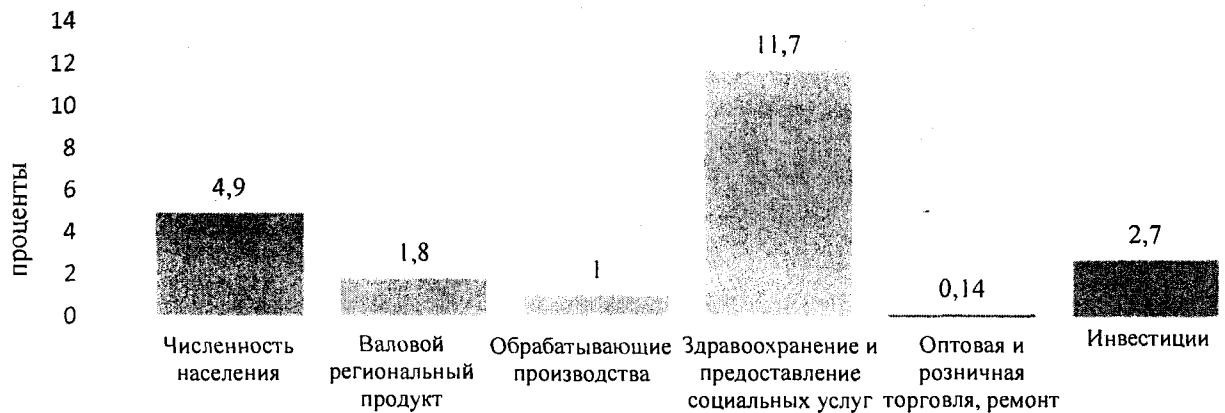 проценты
14
12
10
8
6
4
2
0
4,9
1,8
1
11,7
0,14
2,7
Численность
населения
Валовой
региональный
продукт
Обрабатывающие
производства
Здравоохранение и
предоставление
социальных услуг
Оптовая и
розничная
торговля, ремонт
Инвестиции